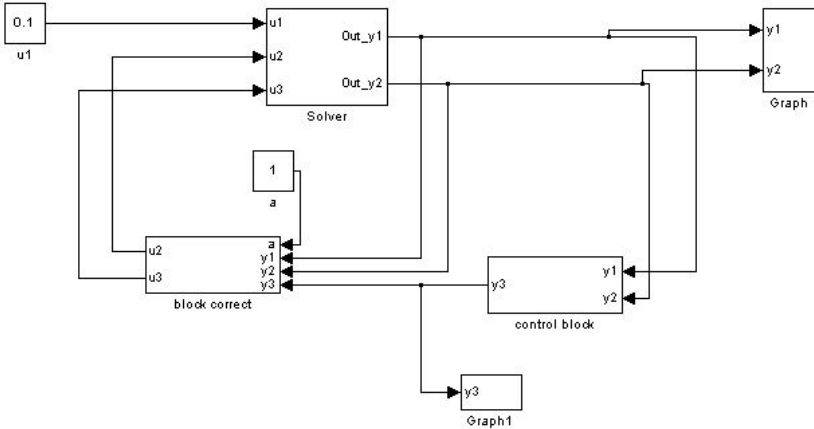 0.1
u1
u1
u2
u3
Out_y1
Out_y2
Solver
y1
y2
Graph
1
a
u2
u3
a
y1
y2
y3
block correct
y3
y1
y2
control block
y3
Graph1